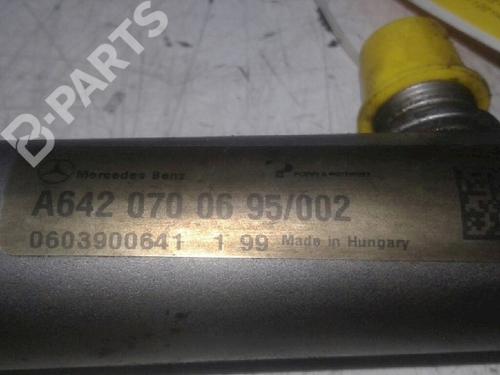 B-PARTS
Mercedes Benz
A642 070 06 95/002
0603900641 1 99 Made in Hungary